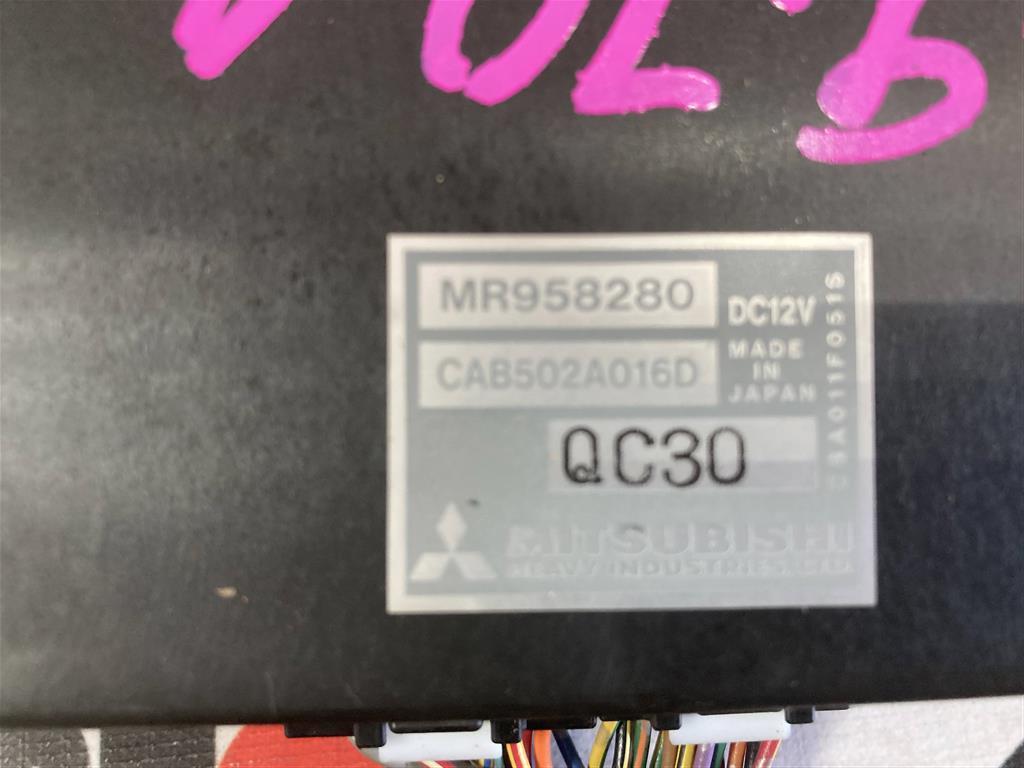 MR958280
DC12V
CAB502A016D
MADE
IN
JAPAN
QC30
MITSUBISHI
HEAVY INDUSTRIES, LTD.